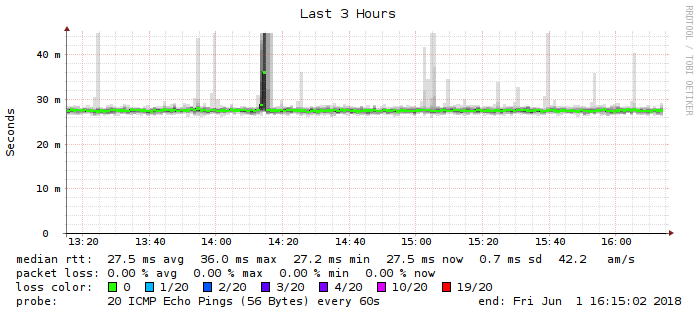 Last 3 Hours
RRDTOOL / TOBI OETIKER
Seconds
40 m
30 m
20 m
10 m
0
13:20 13:40 14:00 14:20 14:40 15:00 15:20 15:40 16:00
median rtt: 27.5 ms avg 36.0 ms max 27.2 ms min 27.5 ms now 0.7 ms sd 42.2 am/s
packet loss: 0.00 % avg 0.00 % max 0.00 % min 0.00 % now
loss color: 0 1/20 2/20 3/20 4/20 10/20 19/20
probe: 20 ICMP Echo Pings (56 Bytes) every 60s end: Fri Jun 1 16:15:02 2018